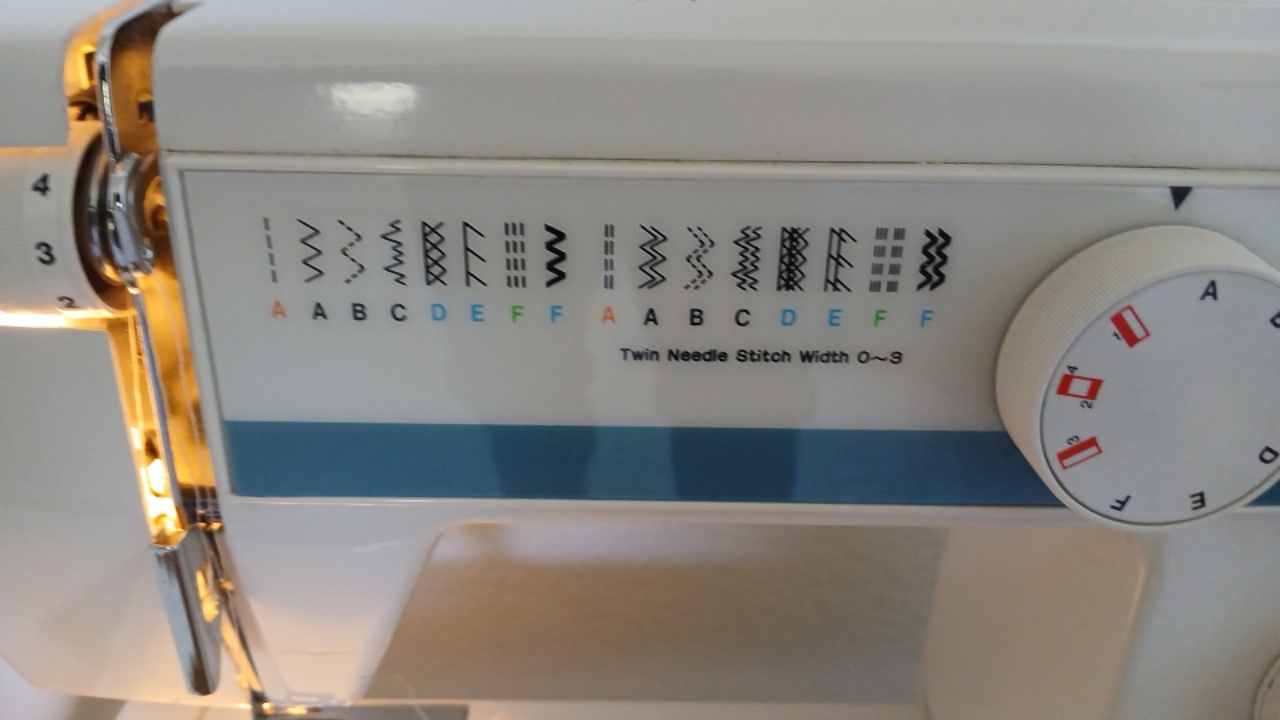 4
3
2
A A B C D E F F A A B C D E F F
Twin Needle Stitch Width 0~3
A
1
4
2
3
F
E
D